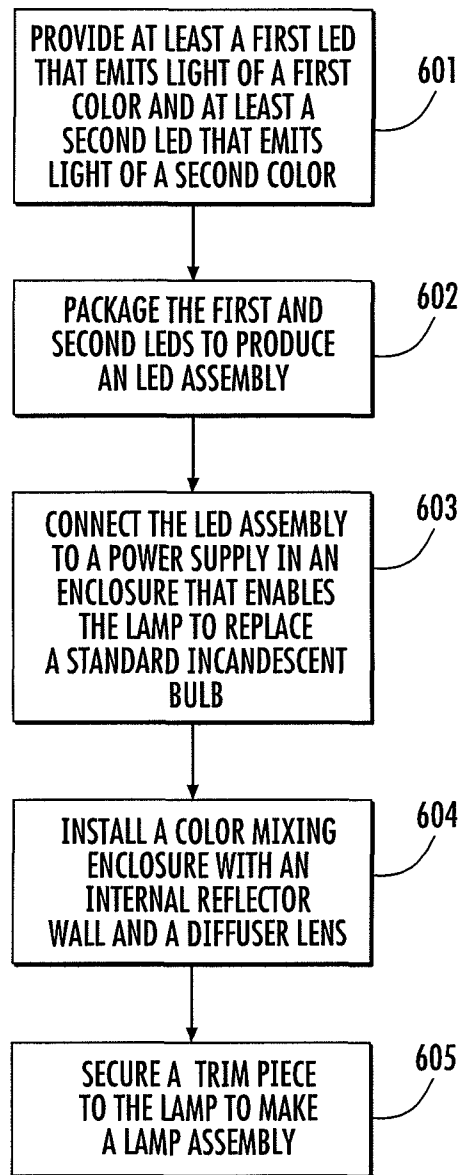 PROVIDE AT LEAST A FIRST LED
THAT EMITS LIGHT OF A FIRST
COLOR AND AT LEAST A
SECOND LED THAT EMITS
LIGHT OF A SECOND COLOR
601
PACKAGE THE FIRST AND
SECOND LEDS TO PRODUCE
AN LED ASSEMBLY
602
CONNECT THE LED ASSEMBLY
TO A POWER SUPPLY IN AN
ENCLOSURE THAT ENABLES
THE LAMP TO REPLACE
A STANDARD INCANDESCENT
BULB
603
INSTALL A COLOR MIXING
ENCLOSURE WITH AN
INTERNAL REFLECTOR
WALL AND A DIFFUSER LENS
604
SECURE A TRIM PIECE
TO THE LAMP TO MAKE
A LAMP ASSEMBLY
605